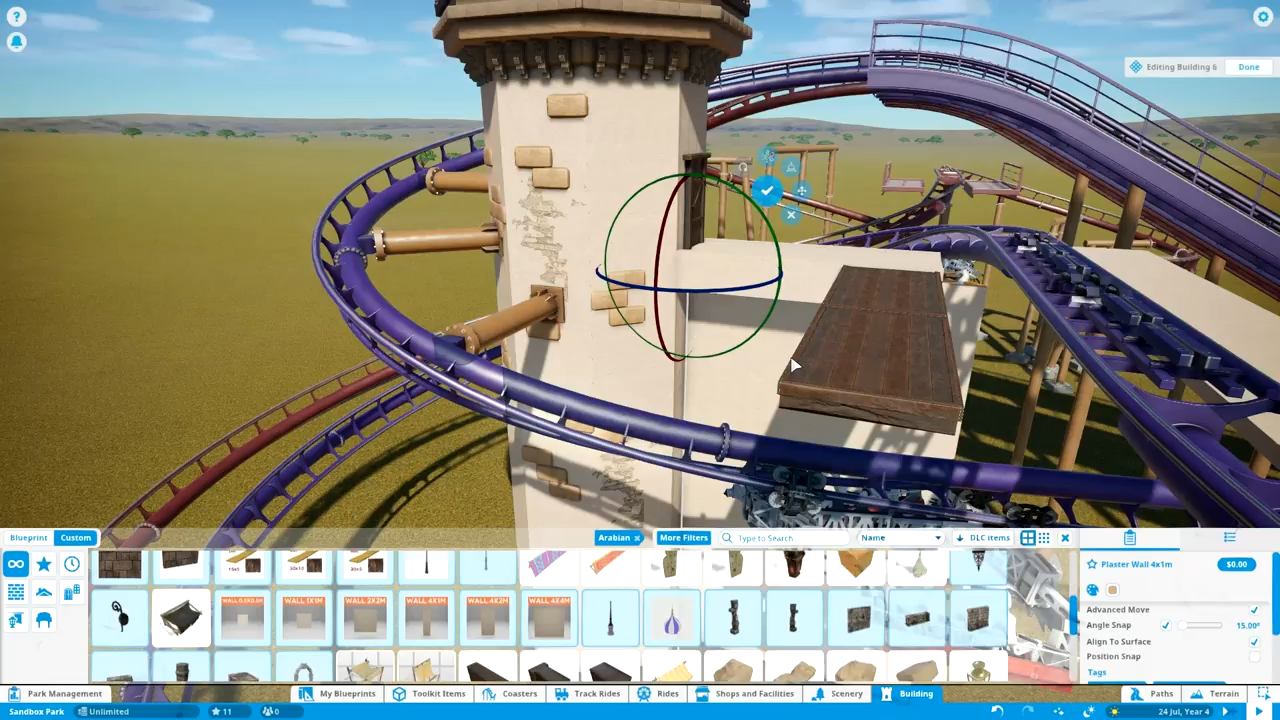 ?
Editing Building 6 Done
Blueprint Custom Arabian × More Filters Type to Search Name DLC items
WALL 1X1M WALL 2X2M WALL 4X1M WALL 4X2M WALL 4X4M
Plaster Wall 4x1m $0.00
Advanced Move
Angle Snap 15.00°
Align To Surface
Position Snap
Tags
Park Management My Blueprints Toolkit Items Coasters Track Rides Rides Shops and Facilities Scenery Building Paths Terrain
Sandbox Park Unlimited 11 0 24 Jul, Year 4